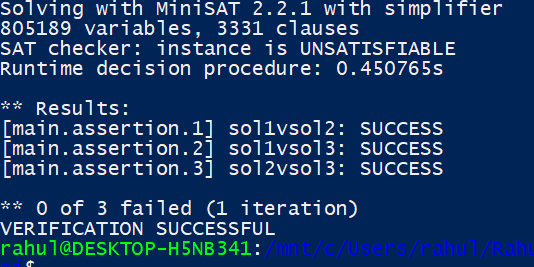 Solving with MiniSAT 2.2.1 with simplifier
805189 variables, 3331 clauses
SAT checker: instance is UNSATISFIABLE
Runtime decision procedure: 0.450765s
** Results:
[main.assertion.1] sol1vsol2: SUCCESS
[main.assertion.2] sol1vsol3: SUCCESS
[main.assertion.3] sol2vsol3: SUCCESS
** 0 of 3 failed (1 iteration)
VERIFICATION SUCCESSFUL
rahul@DESKTOP-H5NB341:/mnt/c/Users/rahul/Rahu
$